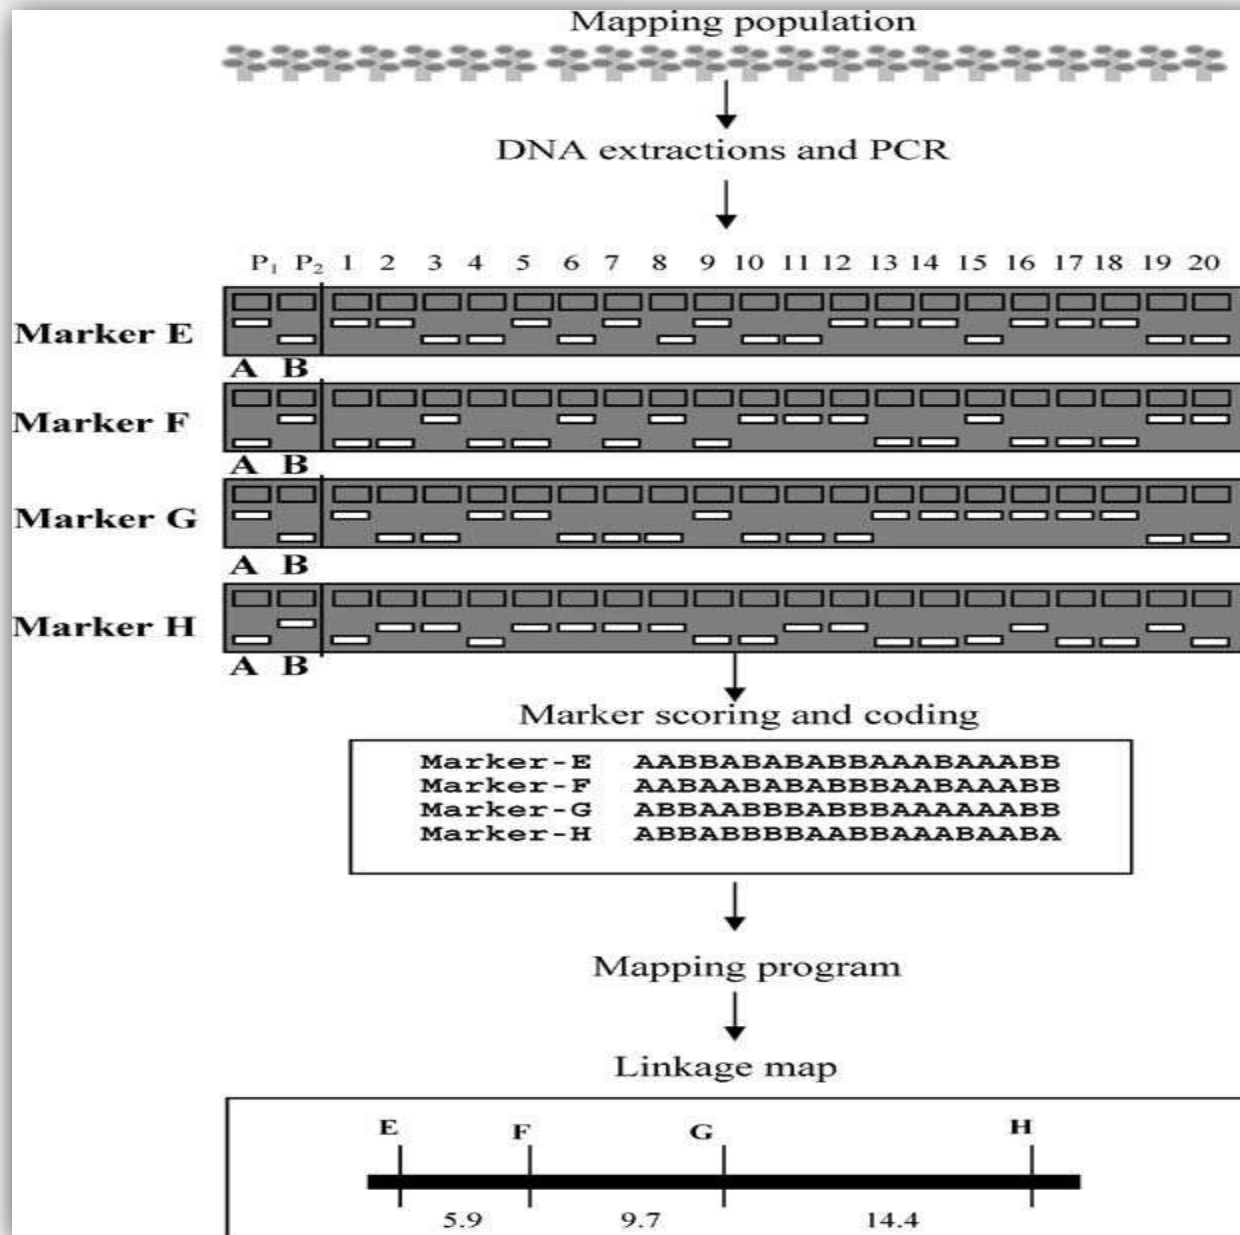 Mapping population
DNA extractions and PCR
P1 P2 1 2 3 4 5 6 7 8 9 10 11 12 13 14 15 16 17 18 19 20
Marker E
A B
Marker F
A B
Marker G
A B
Marker H
A B
Marker scoring and coding
Marker-E AABBABABABBAAABAAABB
Marker-F AABAABABABBBAABAAABB
Marker-G ABBAABBBABBBAAAAAABB
Marker-H ABBABBBBAABBAAABAABA
Mapping program
Linkage map
E F G H
5.9 9.7 14.4